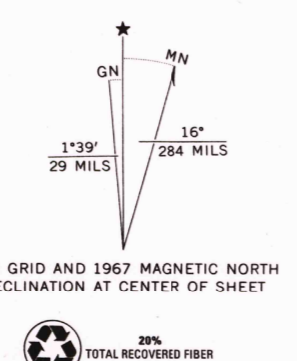 MN
GN
16°
284 MILS
1°39′
29 MILS
GRID AND 1967 MAGNETIC NORTH
ECLINATION AT CENTER OF SHEET
20%
TOTAL RECOVERED FIBER